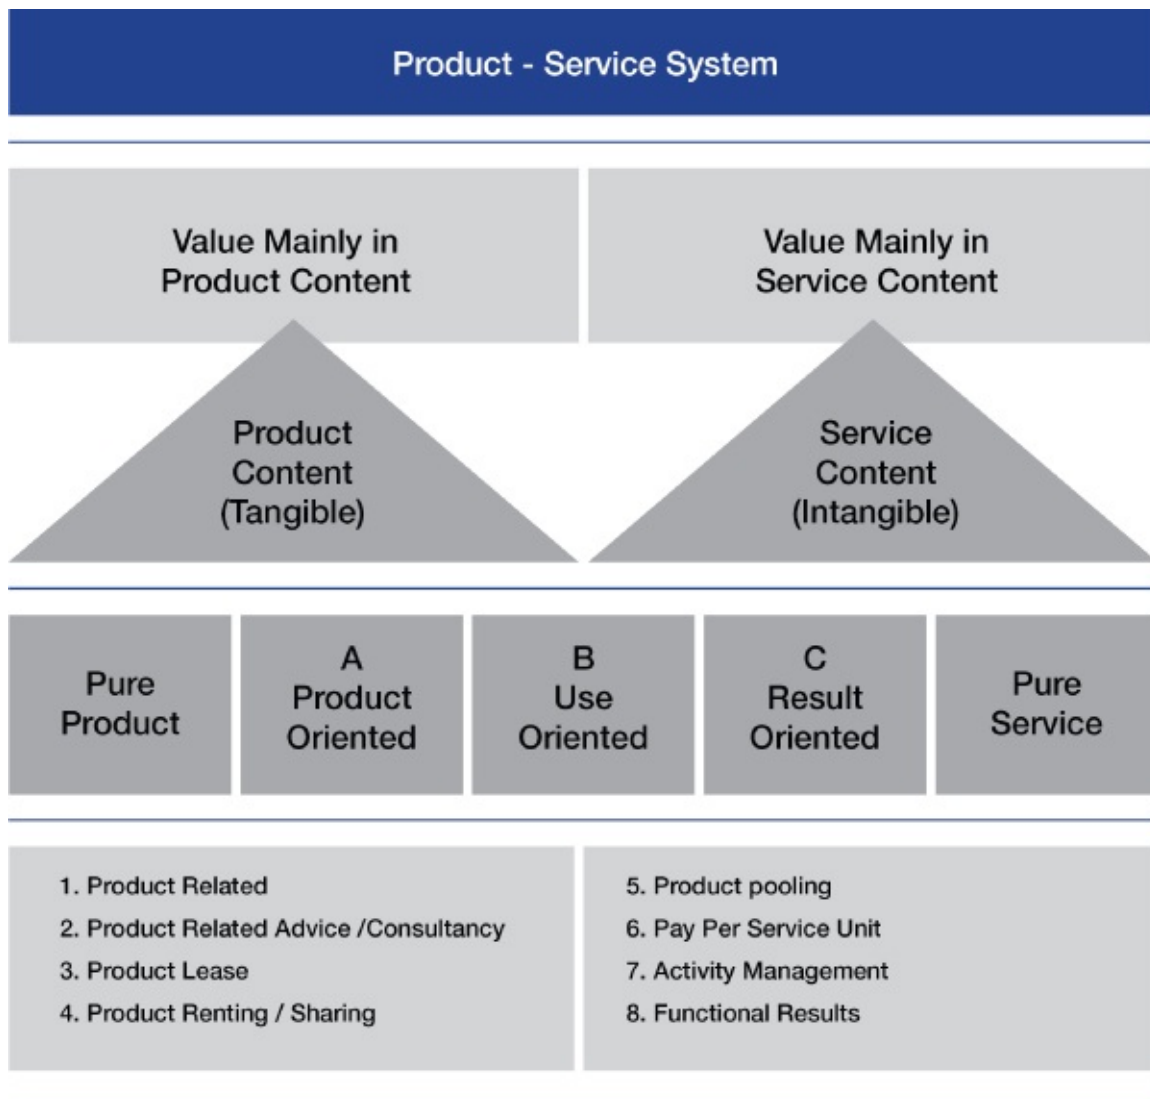 Product - Service System
Value Mainly in
Product Content
Value Mainly in
Service Content
Product
Content
(Tangible)
Service
Content
(Intangible)
Pure
Product
A
Product
Oriented
B
Use
Oriented
C
Result
Oriented
Pure
Service
1. Product Related
2. Product Related Advice /Consultancy
3. Product Lease
4. Product Renting / Sharing
5. Product pooling
6. Pay Per Service Unit
7. Activity Management
8. Functional Results